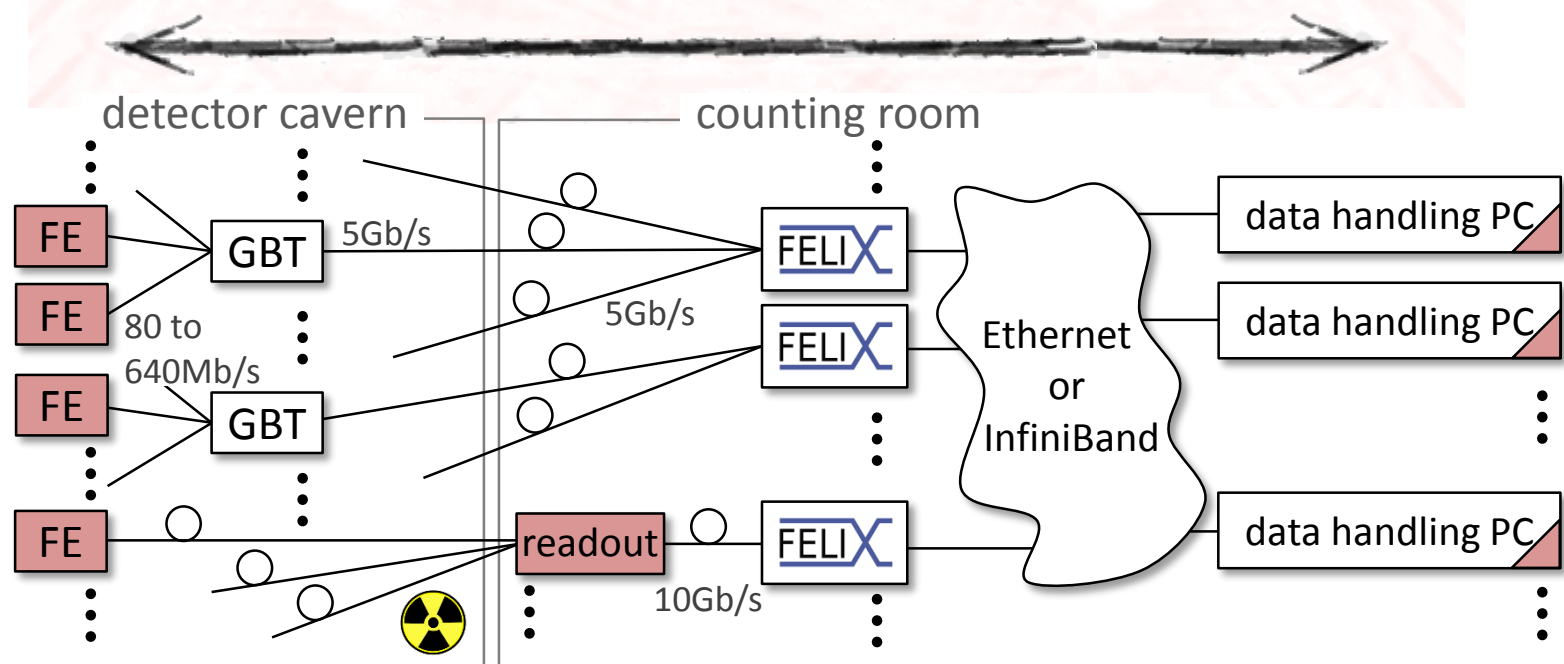 detector cavern
counting room
FE
GBT
5Gb/s
FELIX
data handling PC
FE
80 to
640Mb/s
5Gb/s
FELIX
Ethernet
or
InfiniBand
data handling PC
FE
GBT
FE
readout
10Gb/s
FELIX
data handling PC